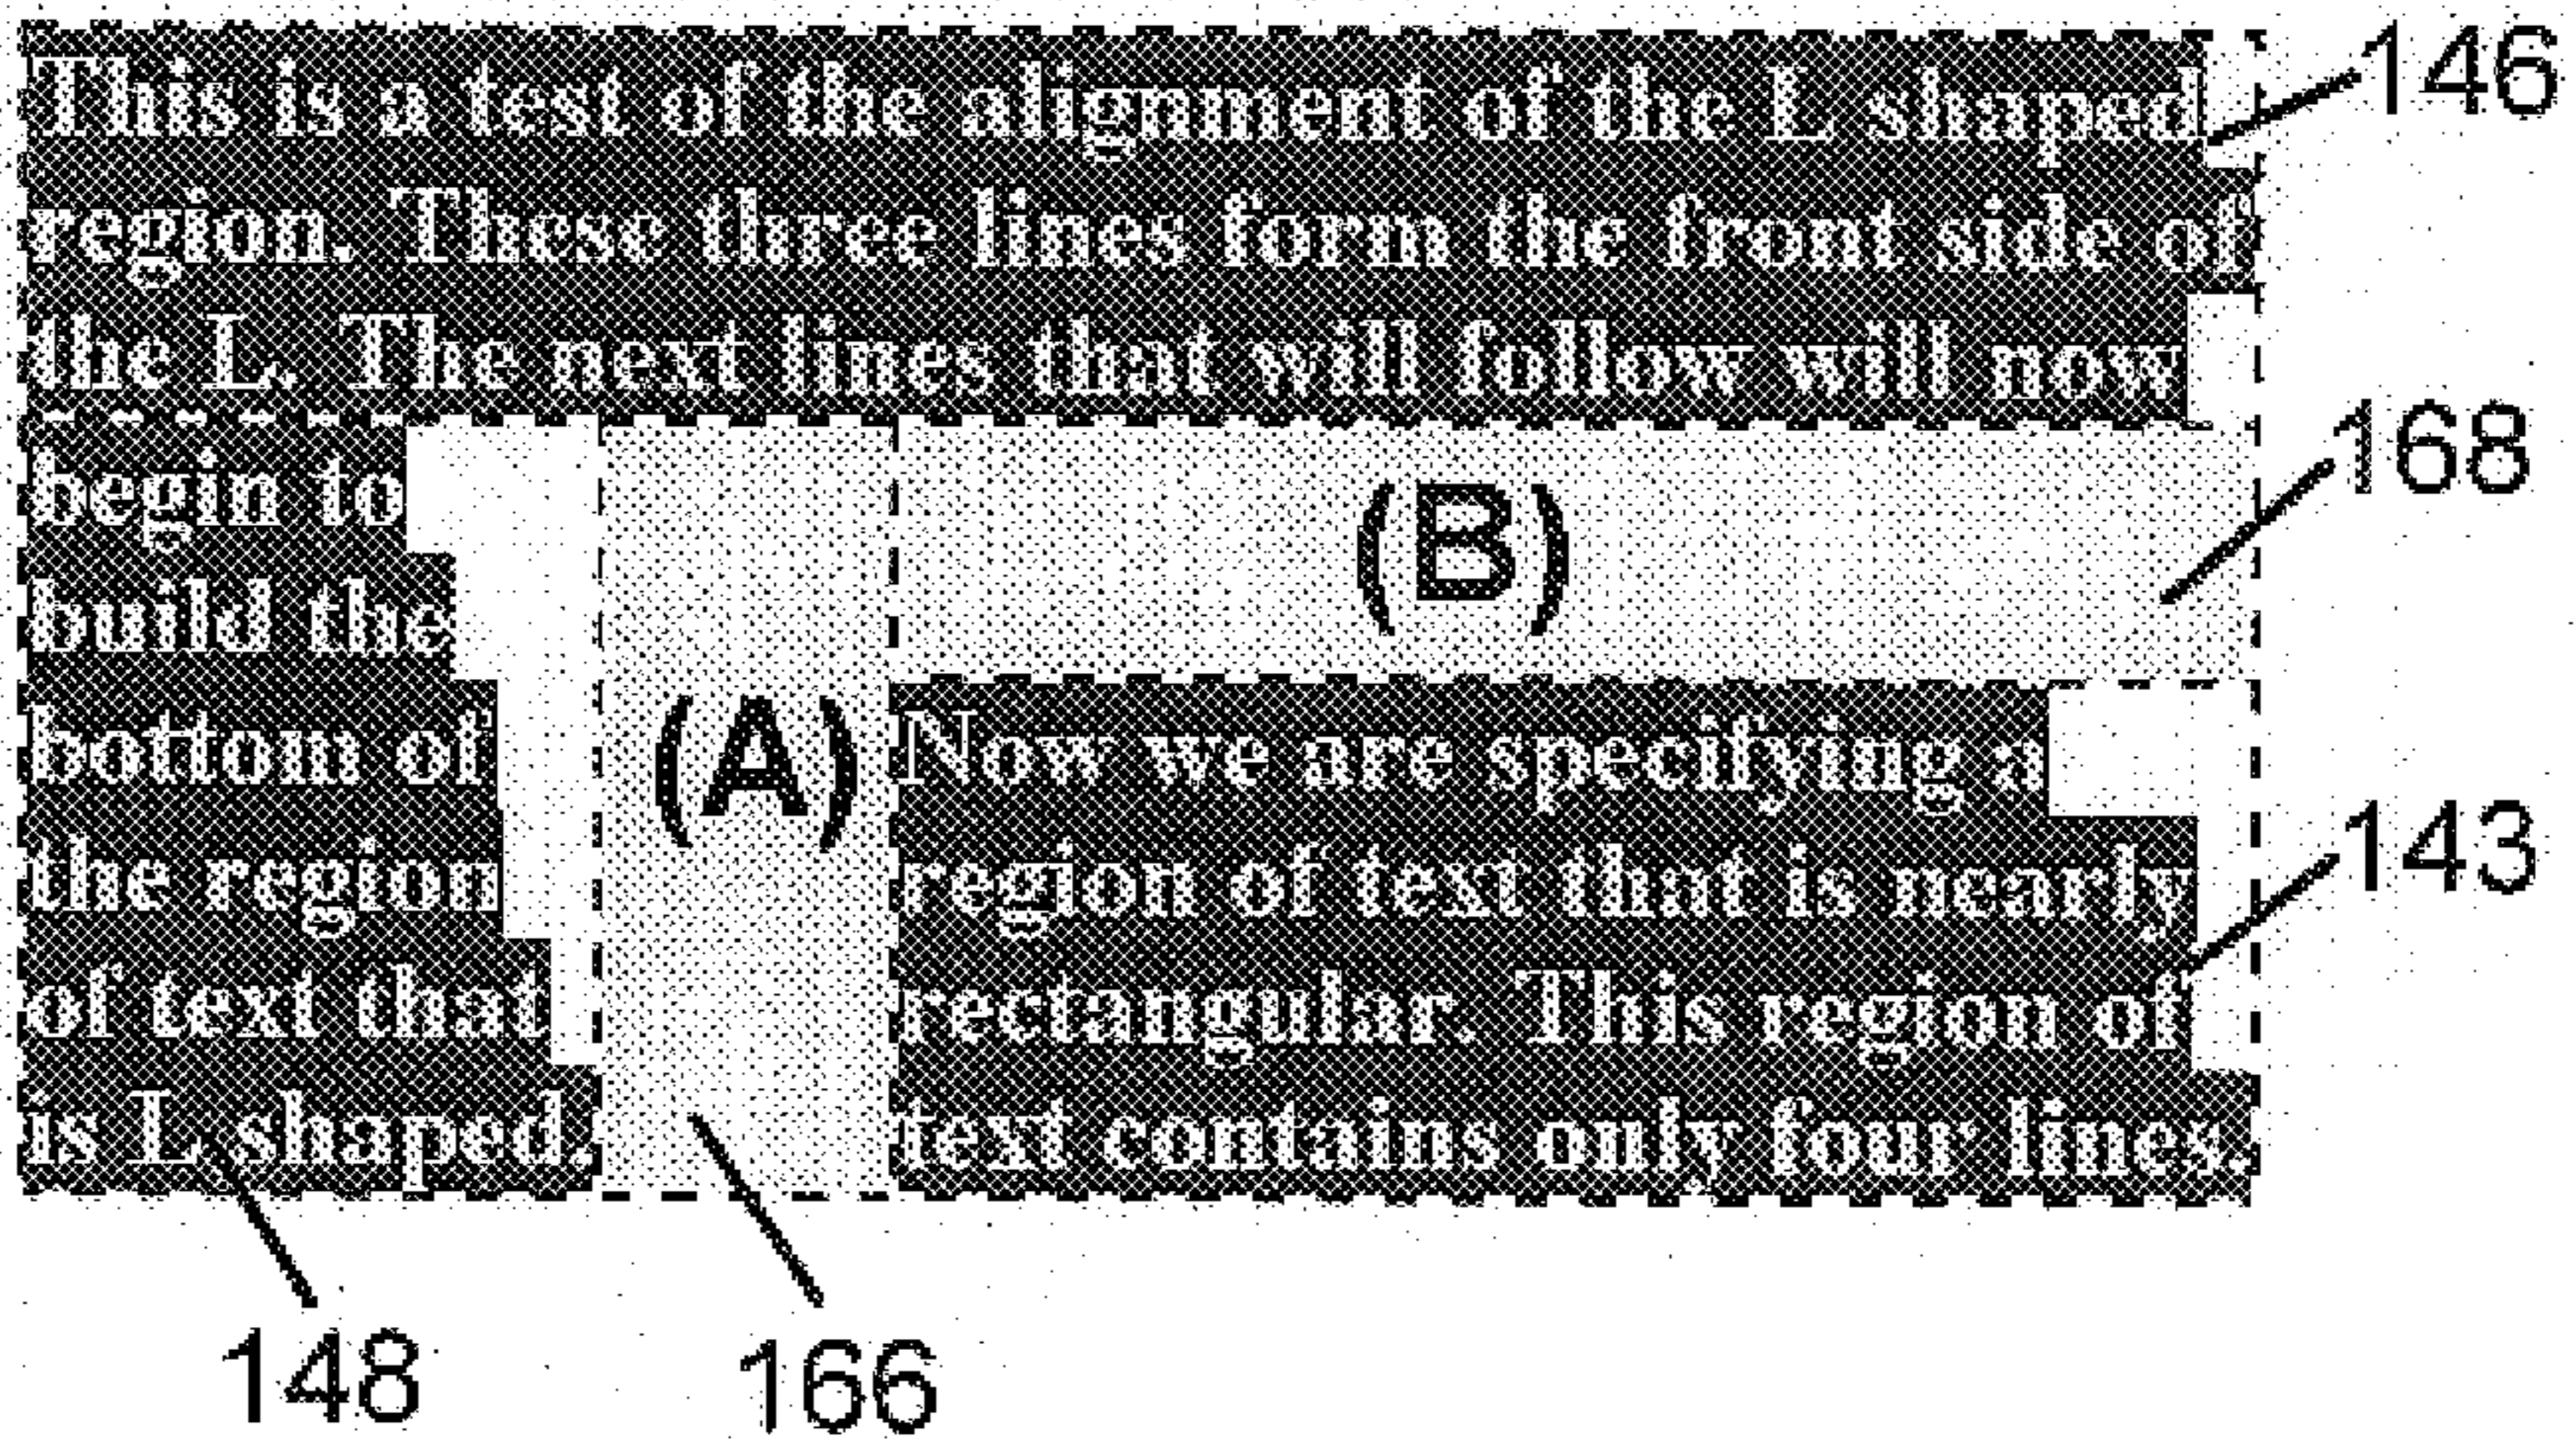 This is a test of the alignment of the L shaped
region. These three lines form the front side of
the L. The next lines that will follow will now
begin to
build the
bottom of
the region
of text that
is L shaped.
(A)
(B)
Now we are specifying a
region of text that is nearly
rectangular. This region of
text contains only four lines.
146
168
143
148
166